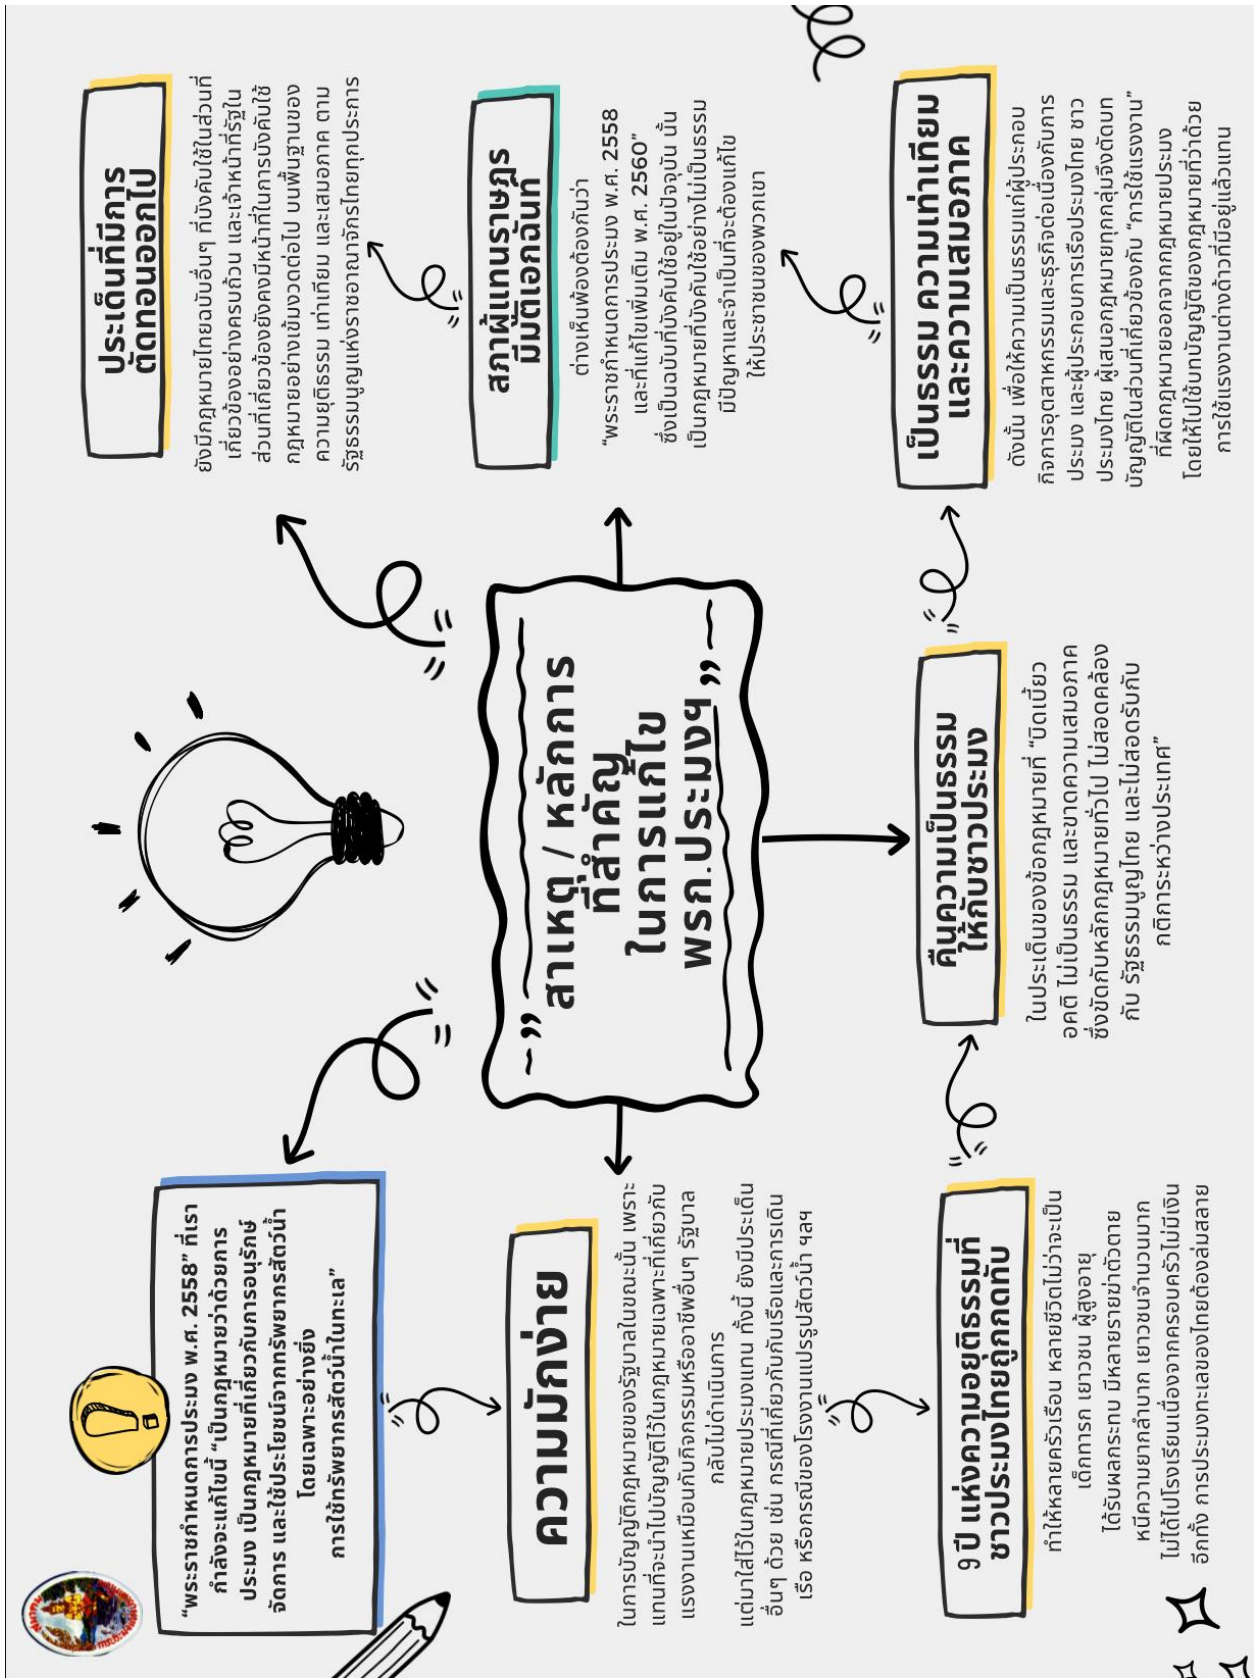 “พระราชกำหนดการประมง พ.ศ. 2558” ที่เรา
กำลังจะแก้ไขนี้ “เป็นกฎหมายว่าด้วยการ
ประมง เป็นกฎหมายที่เกี่ยวกับการอนุรักษ์
จัดการ และใช้ประโยชน์จากทรัพยากรสัตว์น้ำ
โดยเฉพาะอย่างยิ่ง
การใช้ทรัพยากรสัตว์น้ำในทะเล”
ความมักง่าย
ในการบัญญัติกฎหมายของรัฐบาลในขณะนั้น เพราะ
แทนที่จะนำไปบัญญัติไว้ในกฎหมายเฉพาะที่เกี่ยวกับ
แรงงานเหมือนกับกิจกรรมหรืออาชีพอื่นๆ รัฐบาล
กลับไม่ดำเนินการ
แต่มาใส่ไว้ในกฎหมายประมงแทน ทั้งนี้ ยังมีประเด็น
อื่นๆ ด้วย เช่น กรณีที่เกี่ยวกับกับเรือและการเดิน
เรือ หรือกรณีของโรงงานแปรรูปสัตว์น้ำ ฯลฯ
9 ปี แห่งความอยุติธรรมที่
ชาวประมงไทยถูกกดทับ
ทำให้หลายครัวเรือน หลายชีวิตไม่ว่าจะเป็น
เด็กทารก เยาวชน ผู้สูงอายุ
ได้รับผลกระทบ มีหลายรายฆ่าตัวตาย
หนีความยากลำบาก เยาวชนจำนวนมาก
ไม่ได้ไปโรงเรียนเนื่องจากครอบครัวไม่มีเงิน
อีกทั้ง การประมงทะเลของไทยต้องล่มสลาย
สาเหตุ / หลักการ
ที่สำคัญ
ในการแก้ไข
พรก.ประมงฯ
คืนความเป็นธรรม
ให้กับชาวประมง
ในประเด็นของข้อกฎหมายที่ “บิดเบี้ยว
อคติ ไม่เป็นธรรม และขาดความเสมอภาค
ซึ่งขัดกับหลักกฎหมายทั่วไป ไม่สอดคล้อง
กับ รัฐธรรมนูญไทย และไม่สอดรับกับ
กติการะหว่างประเทศ”
ประเด็นที่มีการ
ตัดทอนออกไป
ยังมีกฎหมายไทยฉบับอื่นๆ ที่บังคับใช้ในส่วนที่
เกี่ยวข้องอย่างครบถ้วน และเจ้าหน้าที่รัฐใน
ส่วนที่เกี่ยวข้องยังคงมีหน้าที่ในการบังคับใช้
กฎหมายอย่างเข้มงวดต่อไป บนพื้นฐานของ
ความยุติธรรม เท่าเทียม และเสมอภาค ตาม
รัฐธรรมนูญแห่งราชอาณาจักรไทยทุกประการ
สภาผู้แทนราษฎร
มีมติเอกฉันท์
ต่างเห็นพ้องต้องกันว่า
“พระราชกำหนดการประมง พ.ศ. 2558
และที่แก้ไขเพิ่มเติม พ.ศ. 2560”
ซึ่งเป็นฉบับที่บังคับใช้อยู่ในปัจจุบัน นั้น
เป็นกฎหมายที่บังคับใช้อย่างไม่เป็นธรรม
มีปัญหาและจำเป็นที่จะต้องแก้ไข
ให้ประชาชนของพวกเขา
เป็นธรรม ความเท่าเทียม
และความเสมอภาค
ดังนั้น เพื่อให้ความเป็นธรรมแก่ผู้ประกอบ
กิจการอุตสาหกรรมและธุรกิจต่อเนื่องกับการ
ประมง และผู้ประกอบการเรือประมงไทย ชาว
ประมงไทย ผู้เสนอกฎหมายทุกกลุ่มจึงตัดบท
บัญญัติในส่วนที่เกี่ยวข้องกับ “การใช้แรงงาน”
ที่ผิดกฎหมายออกจากกฎหมายประมง
โดยให้ไปใช้บทบัญญัติของกฎหมายที่ว่าด้วย
การใช้แรงงานต่างด้าวที่มีอยู่แล้วแทน